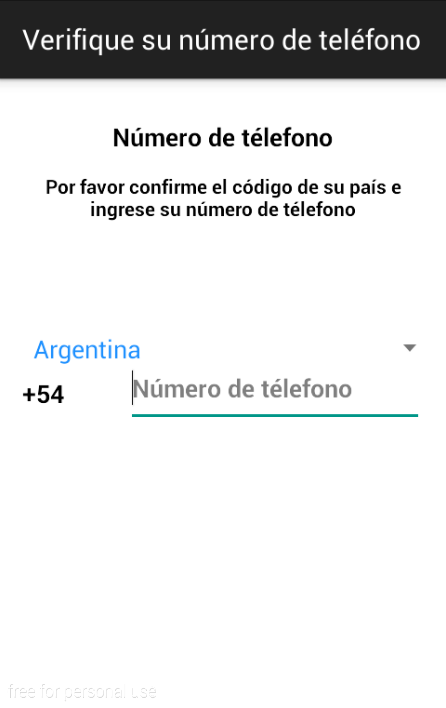 Verifique su número de teléfono
Número de télefono
Por favor confirme el código de su país e
ingrese su número de télefono
Argentina
+54
Número de télefono
free for personal use